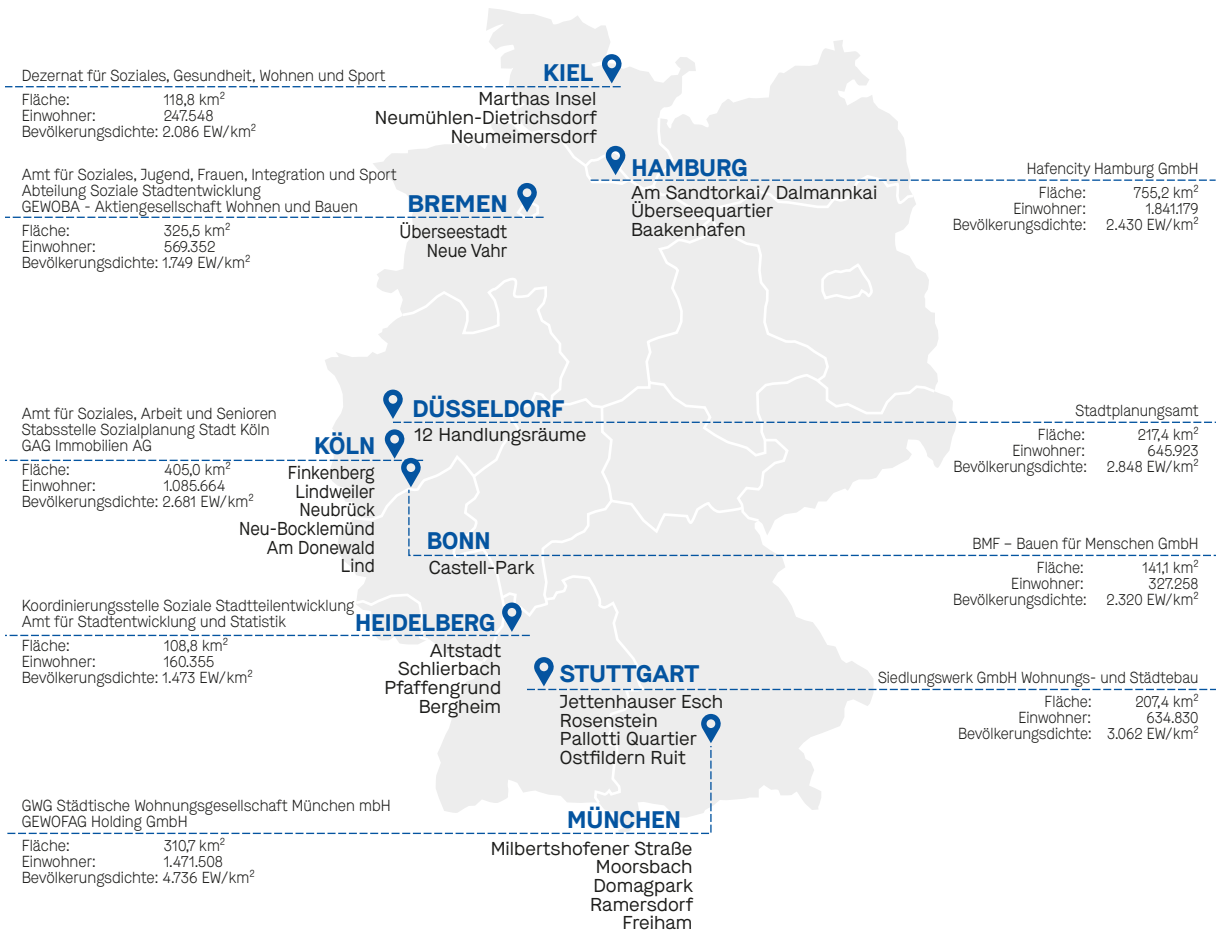 Dezernat für Soziales, Gesundheit, Wohnen und Sport
KIEL
Fläche: 118,8 km²
Einwohner: 247.548
Bevölkerungsdichte: 2.086 EW/km²
Marthas Insel
Neumühlen-Dietrichsdorf
Neumeimersdorf
HAMBURG
Hafencity Hamburg GmbH
Am Sandtorkai/ Dalmannkai
Überseequartier
Baakenhafen
Fläche: 755,2 km²
Einwohner: 1.841.179
Bevölkerungsdichte: 2.430 EW/km²
Amt für Soziales, Jugend, Frauen, Integration und Sport
Abteilung Soziale Stadtentwicklung
GEWOBA - Aktiengesellschaft Wohnen und Bauen
BREMEN
Fläche: 325,5 km²
Einwohner: 569.352
Bevölkerungsdichte: 1.749 EW/km²
Überseestadt
Neue Vahr
DÜSSELDORF
Stadtplanungsamt
12 Handlungsräume
Fläche: 217,4 km²
Einwohner: 645.923
Bevölkerungsdichte: 2.848 EW/km²
Amt für Soziales, Arbeit und Senioren
Stabsstelle Sozialplanung Stadt Köln
GAG Immobilien AG
KÖLN
Fläche: 405,0 km²
Einwohner: 1.085.664
Bevölkerungsdichte: 2.681 EW/km²
Finkenberg
Lindweiler
Neubrück
Neu-Bocklemünd
Am Donewald
Lind
BONN
BMF – Bauen für Menschen GmbH
Castell-Park
Fläche: 141,1 km²
Einwohner: 327.258
Bevölkerungsdichte: 2.320 EW/km²
Koordinierungsstelle Soziale Stadtteilentwicklung
Amt für Stadtentwicklung und Statistik
HEIDELBERG
Fläche: 108,8 km²
Einwohner: 160.355
Bevölkerungsdichte: 1.473 EW/km²
Altstadt
Schlierbach
Pfaffengrund
Bergheim
STUTTGART
Siedlungswerk GmbH Wohnungs- und Städtebau
Jettenhauser Esch
Rosenstein
Pallotti Quartier
Ostfildern Ruit
Fläche: 207,4 km²
Einwohner: 634.830
Bevölkerungsdichte: 3.062 EW/km²
GWG Städtische Wohnungsgesellschaft München mbH
GEWOFAG Holding GmbH
MÜNCHEN
Fläche: 310,7 km²
Einwohner: 1.471.508
Bevölkerungsdichte: 4.736 EW/km²
Milbertshofener Straße
Moorsbach
Domagpark
Ramersdorf
Freiham